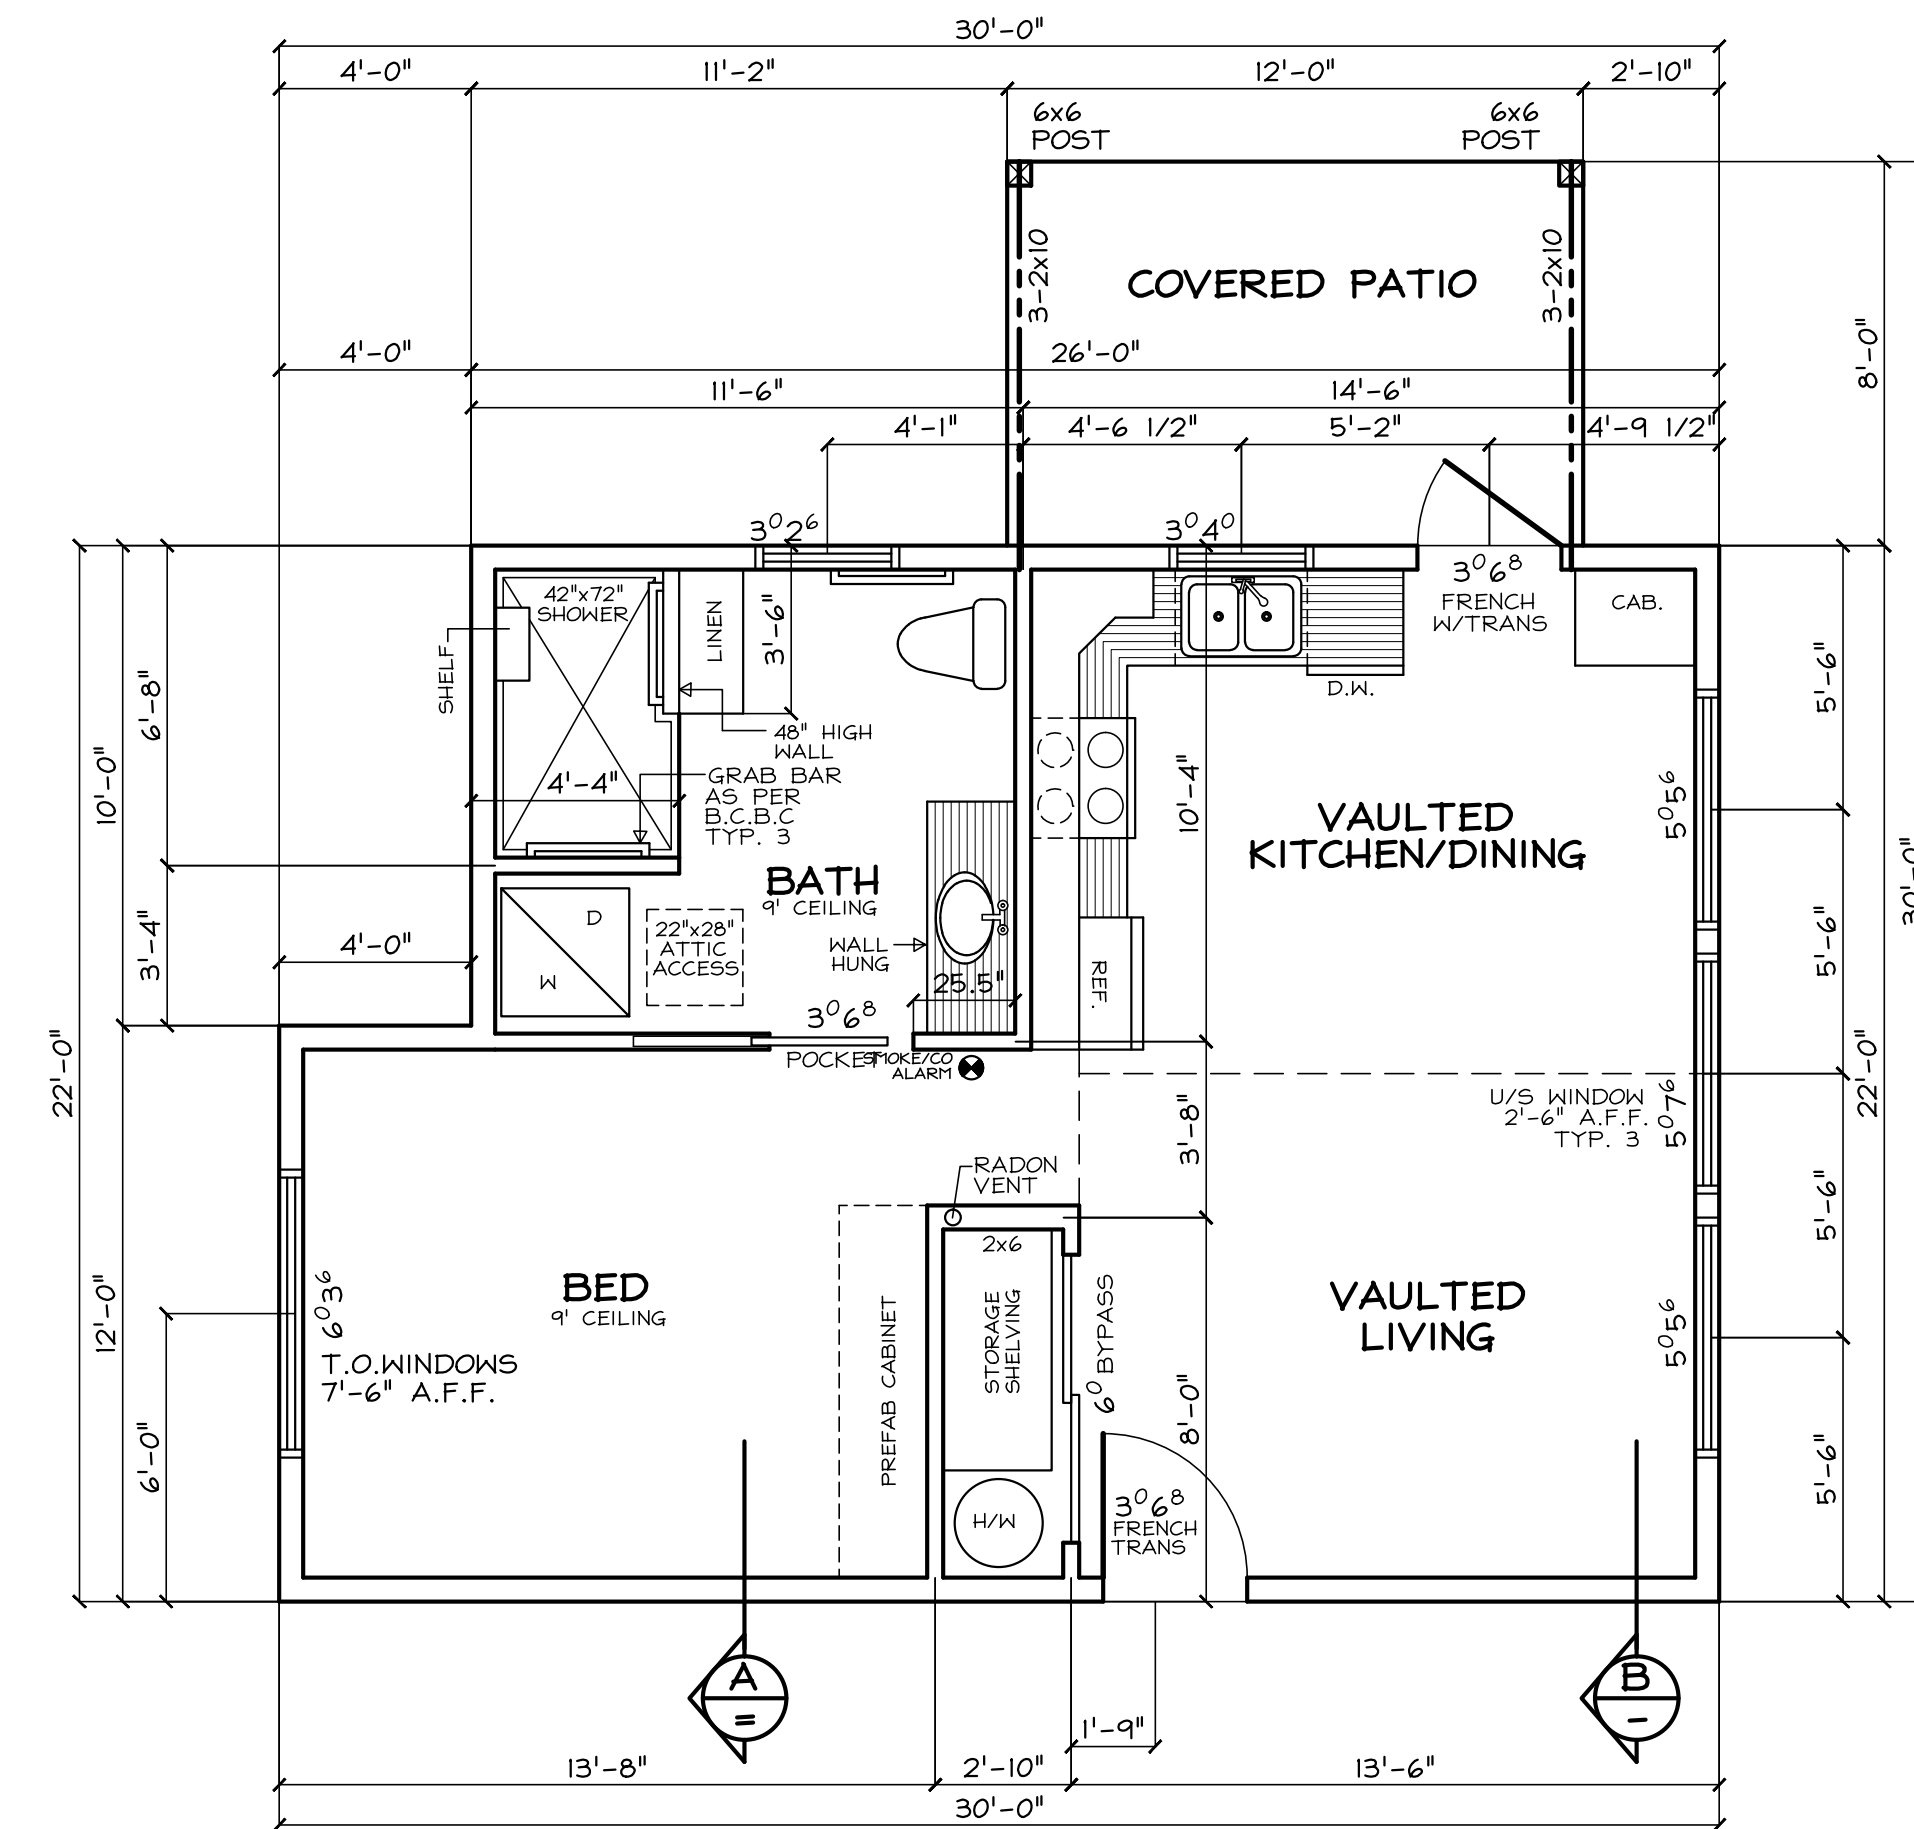 30'-0"
4'-0" 11'-2" 12'-0" 2'-10"
6x6
POST
6x6
POST
3-2x10
3-2x10
COVERED PATIO
8'-0"
4'-0" 26'-0"
11'-6" 14'-6"
4'-1" 4'-6 1/2" 5'-2" 4'-9 1/2"
3⁰2⁶
3⁰4⁰
3⁰6⁸
FRENCH
W/TRANS
CAB.
42"x72"
SHOWER
SHELF
LINEN
3'-6"
D.W.
48" HIGH
WALL
GRAB BAR
AS PER
B.C.B.C
TYP. 3
4'-4"
6'-8"
10'-0"
3'-4"
4'-0"
22'-0"
BATH
9' CEILING
D
W
22"x28"
ATTIC
ACCESS
WALL
HUNG
25.5"
REF.
10'-4"
VAULTED
KITCHEN/DINING
5⁰5⁶
5'-6"
5'-6"
30'-0"
3⁰6⁸
POCKET
SMOKE/CO
ALARM
U/S WINDOW
2'-6" A.F.F.
TYP. 3
5⁰7⁶
22'-0"
3'-8"
RADON
VENT
12'-0"
6'-0"
6⁰3⁶
T.O.WINDOWS
7'-6" A.F.F.
BED
9' CEILING
PREFAB CABINET
2x6
STORAGE
SHELVING
6⁰ BYPASS
H/W
8'-0"
3⁰6⁸
FRENCH
TRANS
VAULTED
LIVING
5⁰5⁶
5'-6"
5'-6"
A
=
B
-
1'-9"
13'-8" 2'-10" 13'-6"
30'-0"